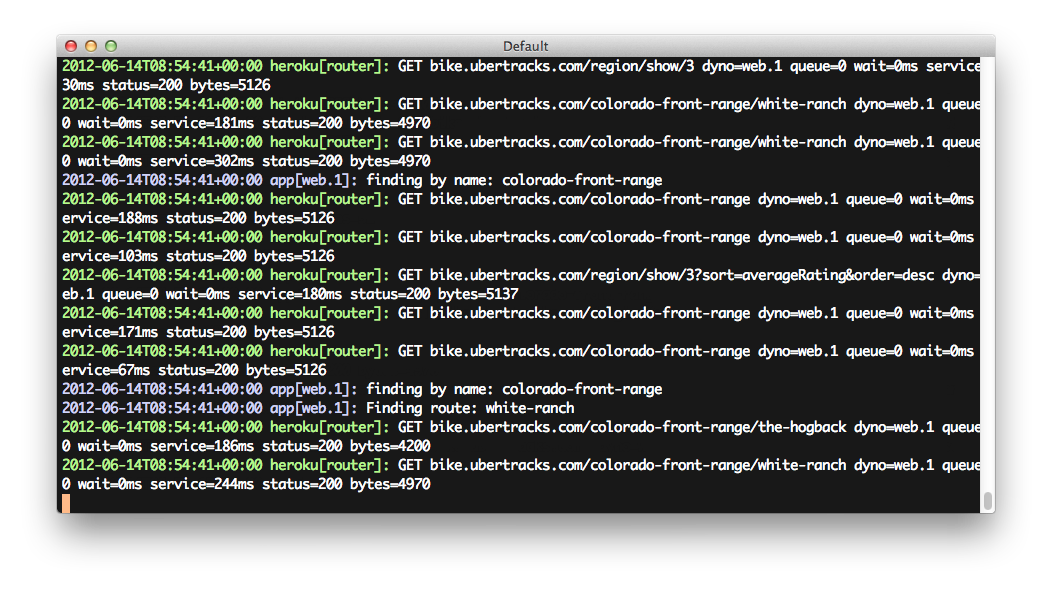 Default
2012-06-14T08:54:41+00:00 heroku[router]: GET bike.ubertracks.com/region/show/3 dyno=web.1 queue=0 wait=0ms service
30ms status=200 bytes=5126
2012-06-14T08:54:41+00:00 heroku[router]: GET bike.ubertracks.com/colorado-front-range/white-ranch dyno=web.1 queue
0 wait=0ms service=181ms status=200 bytes=4970
2012-06-14T08:54:41+00:00 heroku[router]: GET bike.ubertracks.com/colorado-front-range/white-ranch dyno=web.1 queue
0 wait=0ms service=302ms status=200 bytes=4970
2012-06-14T08:54:41+00:00 app[web.1]: finding by name: colorado-front-range
2012-06-14T08:54:41+00:00 heroku[router]: GET bike.ubertracks.com/colorado-front-range dyno=web.1 queue=0 wait=0ms
ervice=188ms status=200 bytes=5126
2012-06-14T08:54:41+00:00 heroku[router]: GET bike.ubertracks.com/colorado-front-range dyno=web.1 queue=0 wait=0ms
ervice=103ms status=200 bytes=5126
2012-06-14T08:54:41+00:00 heroku[router]: GET bike.ubertracks.com/region/show/3?sort=averageRating&order=desc dyno=
eb.1 queue=0 wait=0ms service=180ms status=200 bytes=5137
2012-06-14T08:54:41+00:00 heroku[router]: GET bike.ubertracks.com/colorado-front-range dyno=web.1 queue=0 wait=0ms
ervice=171ms status=200 bytes=5126
2012-06-14T08:54:41+00:00 heroku[router]: GET bike.ubertracks.com/colorado-front-range dyno=web.1 queue=0 wait=0ms
ervice=67ms status=200 bytes=5126
2012-06-14T08:54:41+00:00 app[web.1]: finding by name: colorado-front-range
2012-06-14T08:54:41+00:00 app[web.1]: Finding route: white-ranch
2012-06-14T08:54:41+00:00 heroku[router]: GET bike.ubertracks.com/colorado-front-range/the-hogback dyno=web.1 queue
0 wait=0ms service=186ms status=200 bytes=4200
2012-06-14T08:54:41+00:00 heroku[router]: GET bike.ubertracks.com/colorado-front-range/white-ranch dyno=web.1 queue
0 wait=0ms service=244ms status=200 bytes=4970